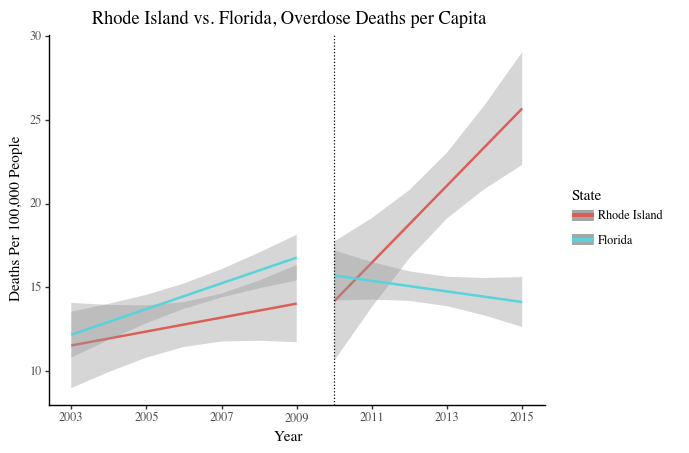 Rhode Island vs. Florida, Overdose Deaths per Capita
30
25
20
15
10
Deaths Per 100,000 People
2003 2005 2007 2009 2011 2013 2015
Year
State
Rhode Island
Florida